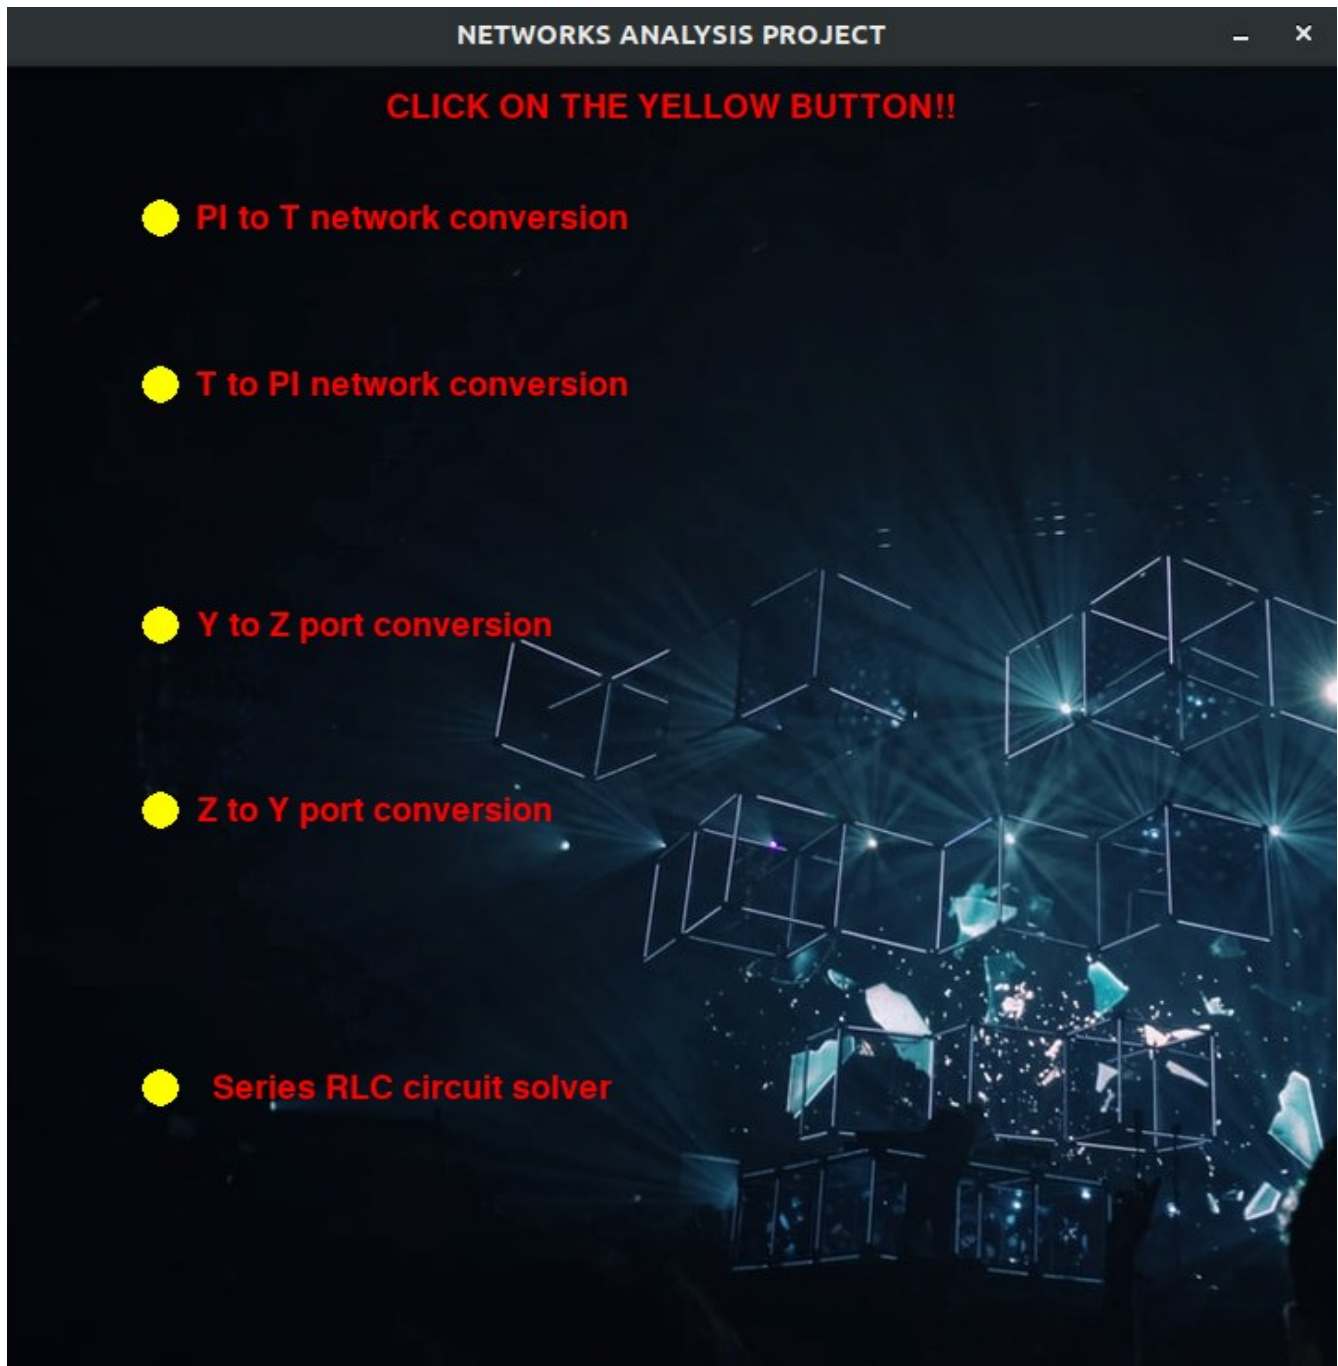 NETWORKS ANALYSIS PROJECT
CLICK ON THE YELLOW BUTTON!!
PI to T network conversion
T to PI network conversion
Y to Z port conversion
Z to Y port conversion
Series RLC circuit solver